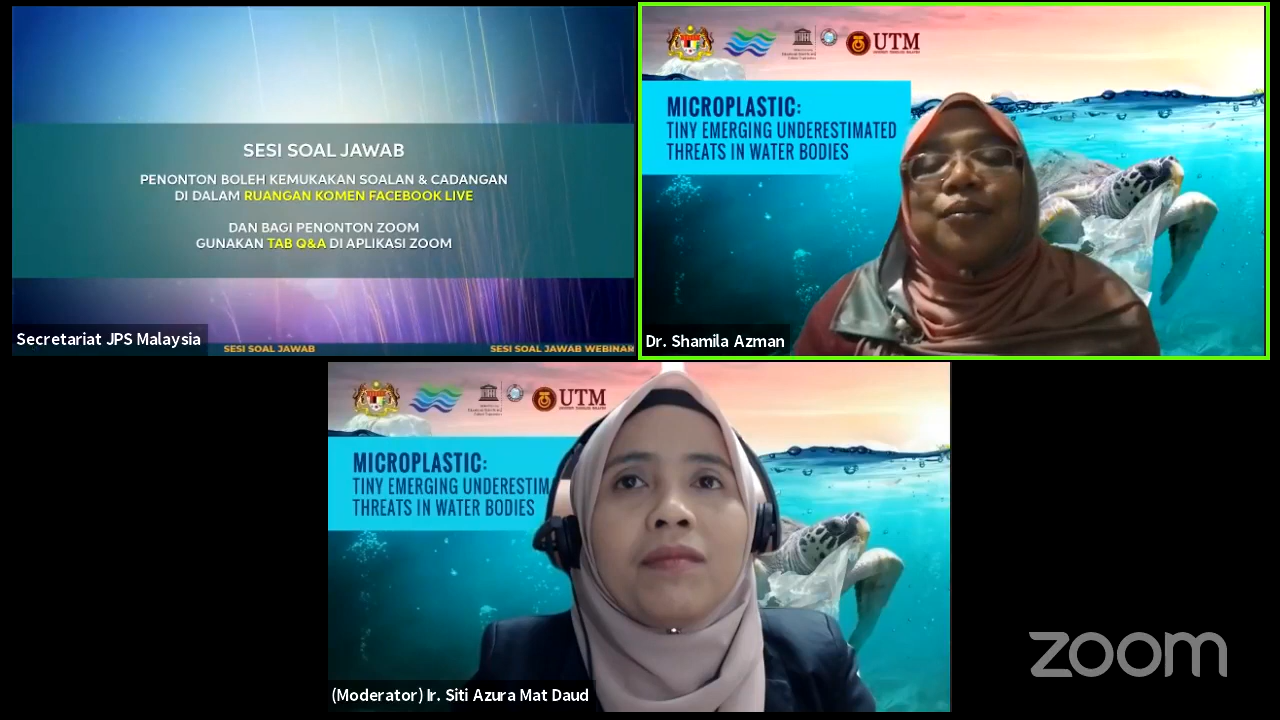 SESI SOAL JAWAB
PENONTON BOLEH KEMUKAKAN SOALAN & CADANGAN
DI DALAM RUANGAN KOMEN FACEBOOK LIVE
DAN BAGI PENONTON ZOOM
GUNAKAN TAB Q&A DI APLIKASI ZOOM
Secretariat JPS Malaysia
SESI SOAL JAWAB
SESI SOAL JAWAB WEBINAR
UTM
MICROPLASTIC:
TINY EMERGING UNDERESTIMATED
THREATS IN WATER BODIES
Dr. Shamila Azman
UTM
MICROPLASTIC:
TINY EMERGING UNDERESTIM
THREATS IN WATER BODIES
(Moderator) Ir. Siti Azura Mat Daud
zoom